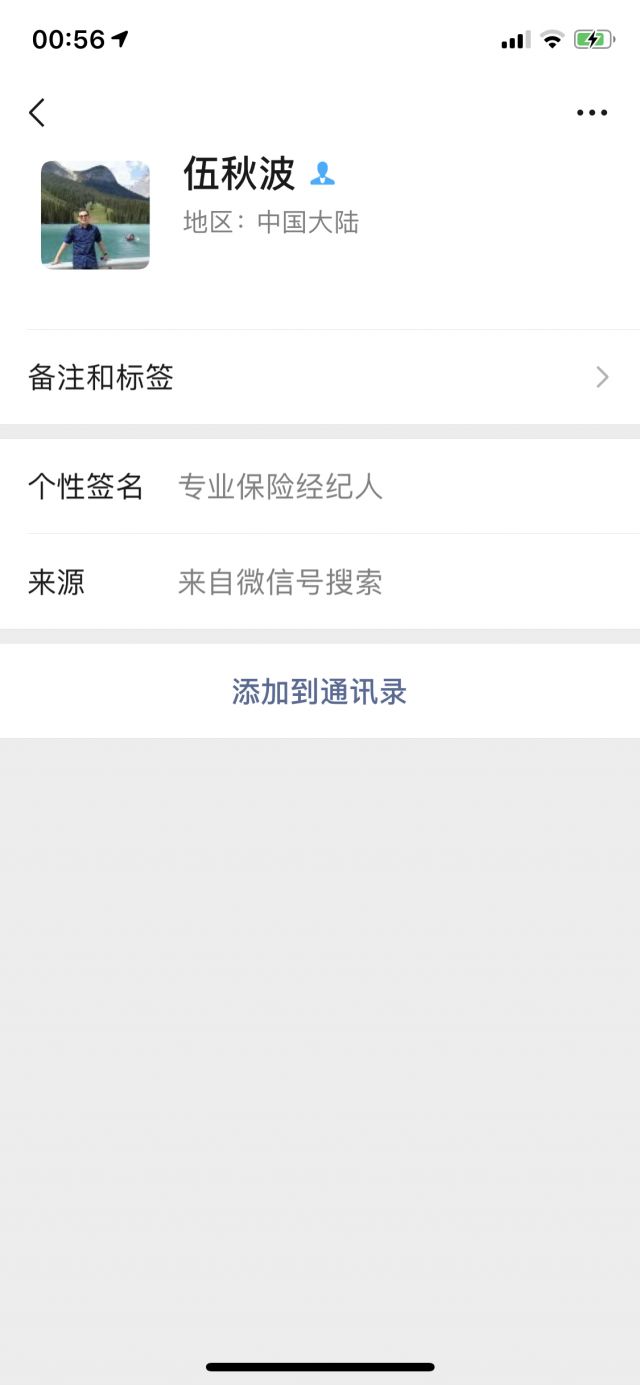 00:56
伍秋波
地区：中国大陆
备注和标签
个性签名 专业保险经纪人
来源 来自微信号搜索
添加到通讯录